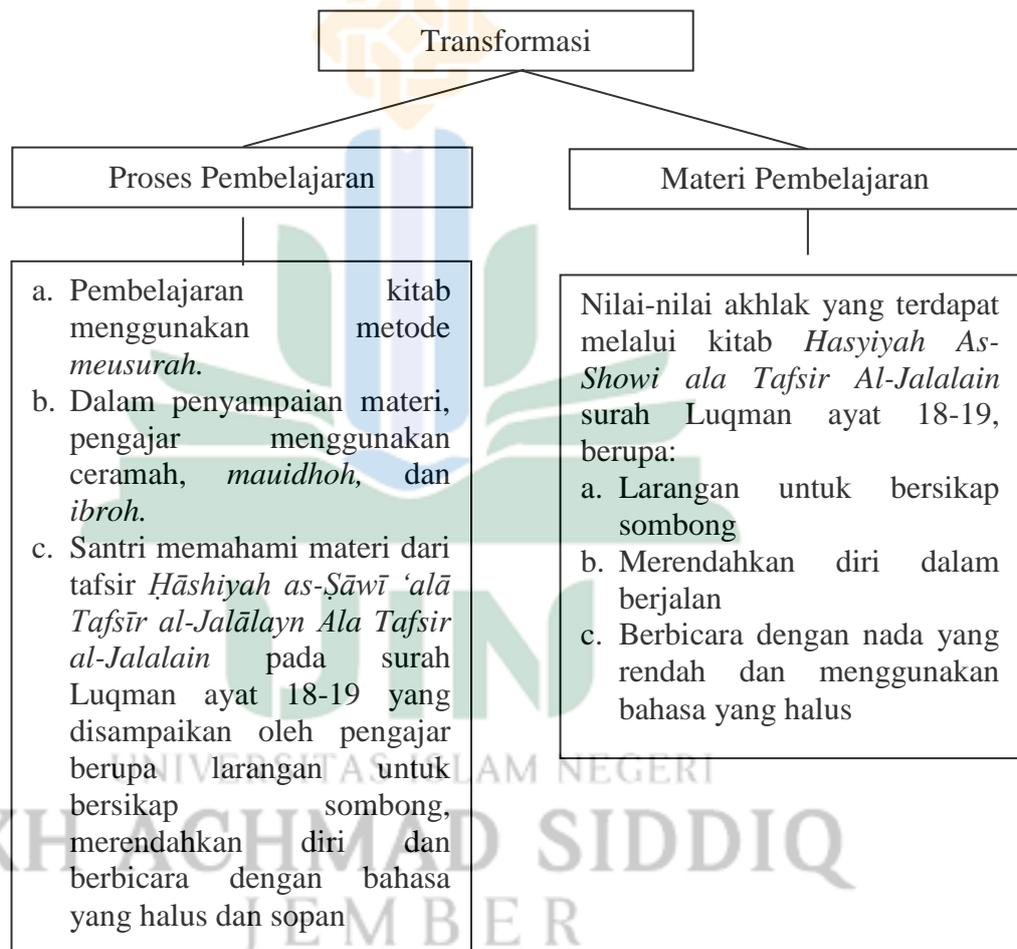 Transformasi
Proses Pembelajaran
Materi Pembelajaran
a. Pembelajaran kitab
menggunakan metode
meusurah.
b. Dalam penyampaian materi,
pengajar menggunakan
ceramah, mauidhoh, dan
ibroh.
c. Santri memahami materi dari
tafsir Ḥāshiyah as-Ṣāwī ‘alā
Tafsīr al-Jalālayn Ala Tafsir
al-Jalalain pada surah
Luqman ayat 18-19 yang
disampaikan oleh pengajar
berupa larangan untuk
bersikap sombong,
merendahkan diri dan
berbicara dengan bahasa
yang halus dan sopan
Nilai-nilai akhlak yang terdapat
melalui kitab Hasyiyah As-
Showi ala Tafsir Al-Jalalain
surah Luqman ayat 18-19,
berupa:
a. Larangan untuk bersikap
sombong
b. Merendahkan diri dalam
berjalan
c. Berbicara dengan nada yang
rendah dan menggunakan
bahasa yang halus
UIN
UNIVERSITAS ISLAM NEGERI
KH ACHMAD SIDDIQ
JEMBER